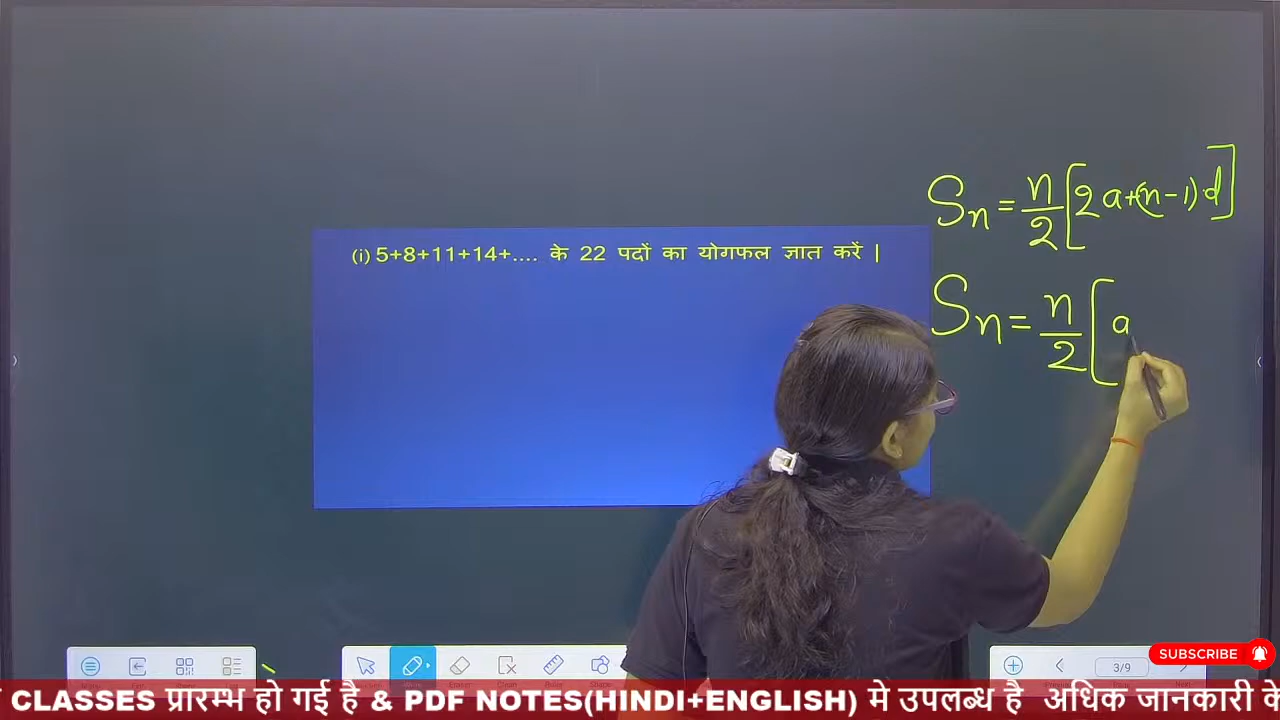 Sn = n/2 [2a+(n-1)·d]
(i) 5+8+11+14+.... के 22 पदों का योगफल ज्ञात करें |
Sn = n/2 [a
3/9
SUBSCRIBE
CLASSES प्रारम्भ हो गई है & PDF NOTES(HINDI+ENGLISH) मे उपलब्ध है अधिक जानकारी के